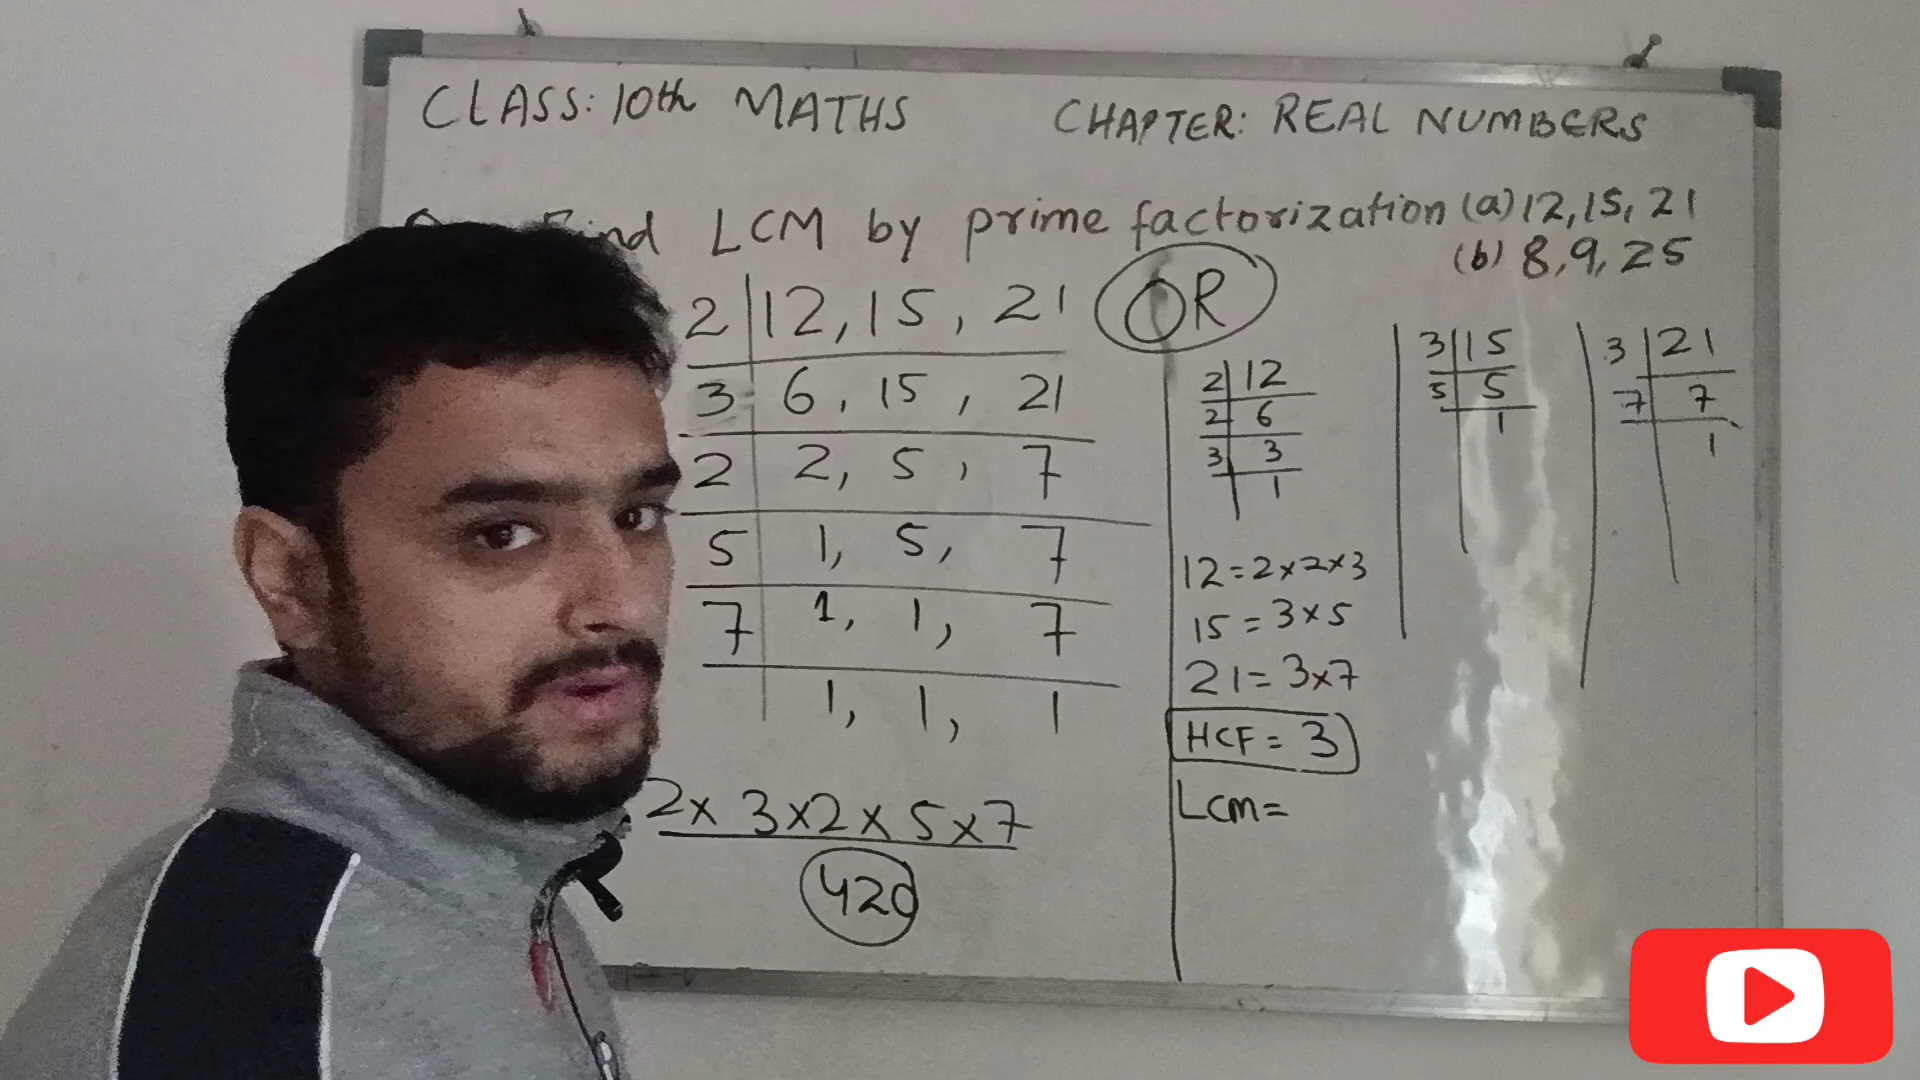 CLASS: 10th MATHS CHAPTER: REAL NUMBERS
Find LCM by prime factorization (a) 12, 15, 21
(b) 8, 9, 25
2 12, 15, 21
3 6, 15, 21
2 2, 5, 7
5 1, 5, 7
7 1, 1, 7
1, 1, 1
2 x 3 x 2 x 5 x 7
420
OR
2 12
2 6
3 3
1
3 15
5 5
1
3 21
7 7
1
12 = 2 x 2 x 3
15 = 3 x 5
21 = 3 x 7
HCF = 3
LCM =